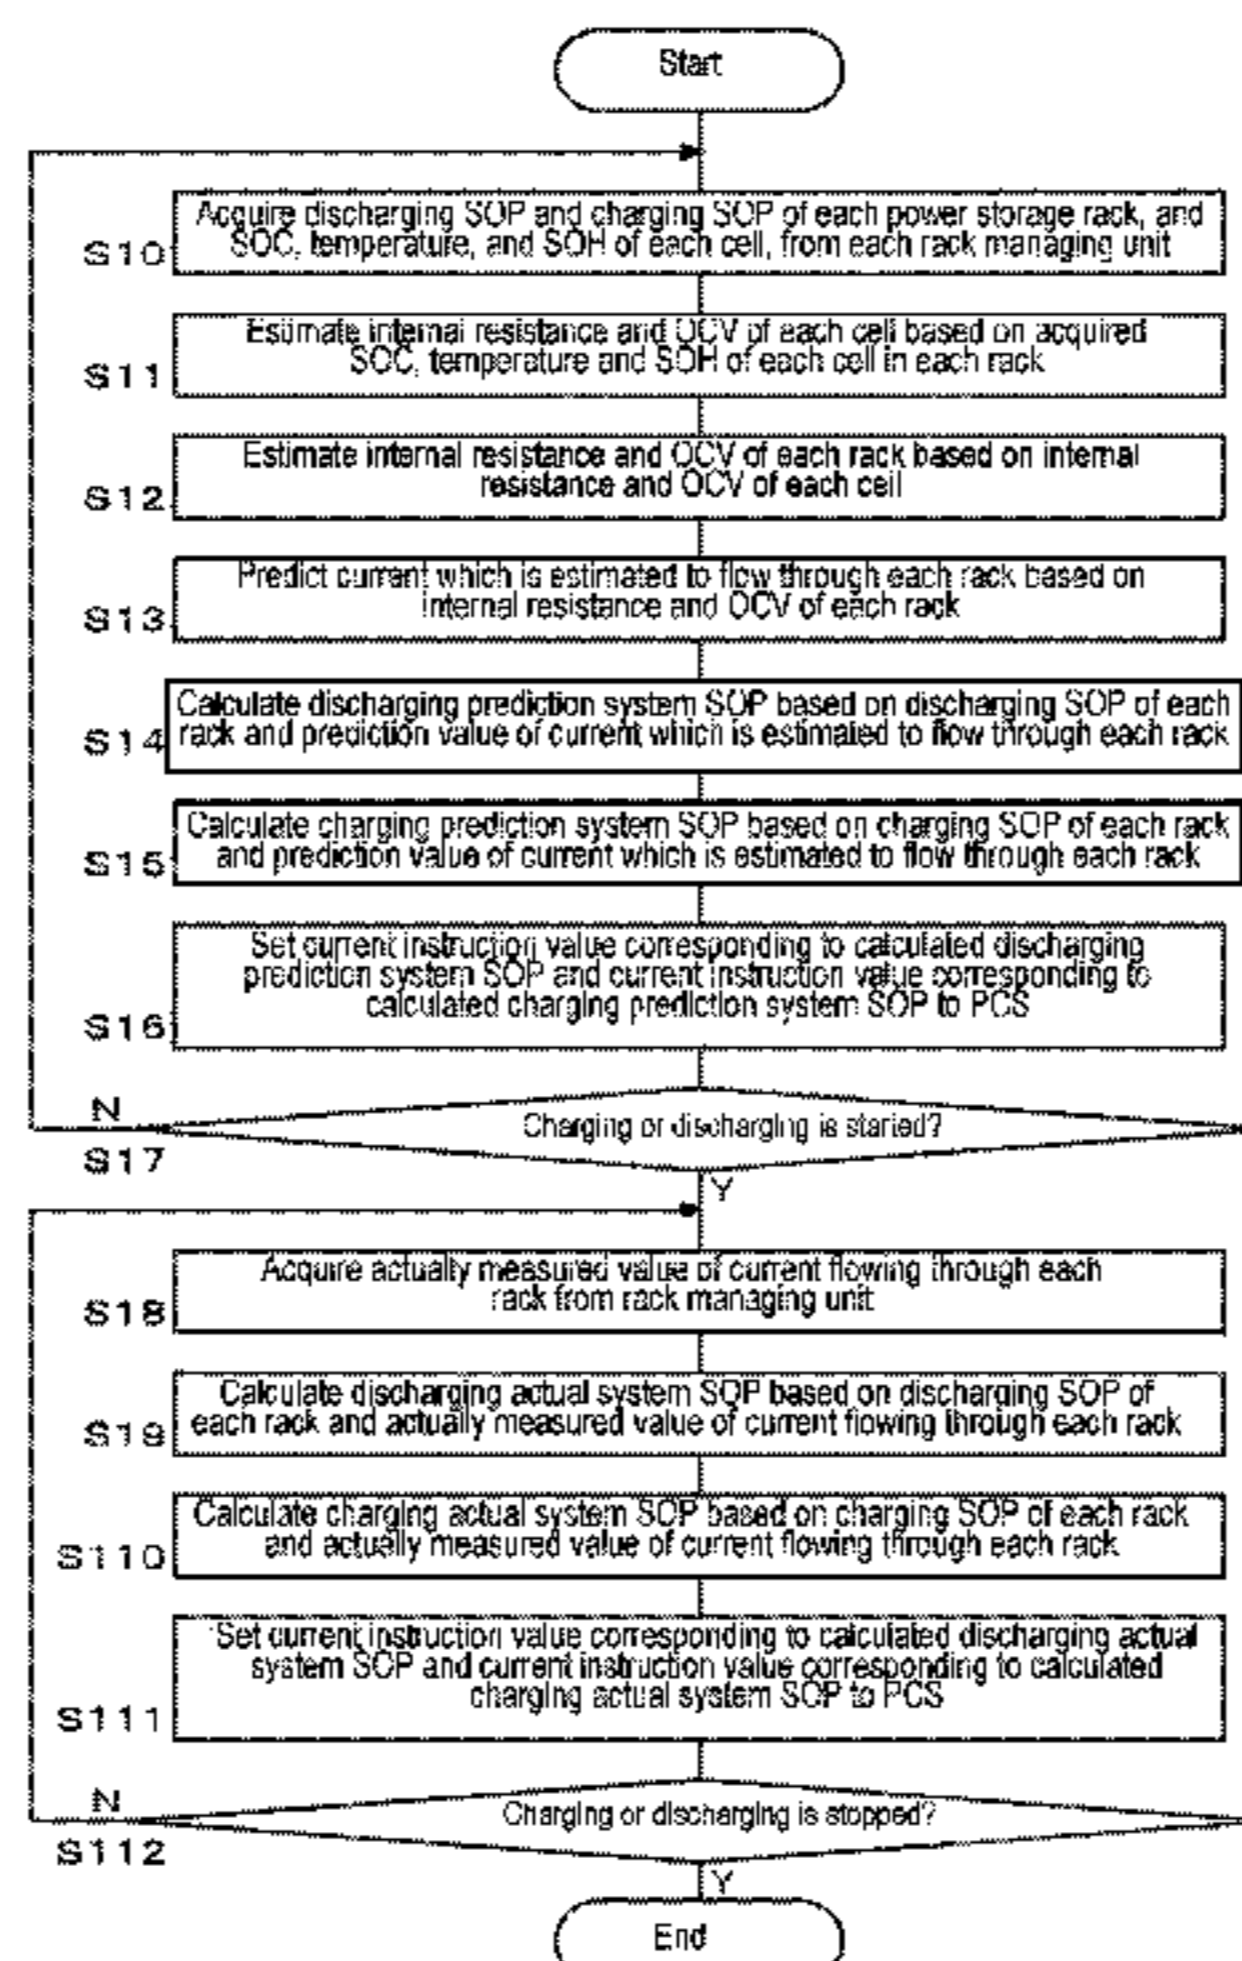 Start
Acquire discharging SOP and charging SOP of each power storage rack, and
SOC, temperature, and SOH of each cell, from each rack managing unit
S10
Estimate internal resistance and OCV of each cell based on acquired
SOC, temperature and SOH of each cell in each rack
S11
Estimate internal resistance and OCV of each rack based on internal
resistance and OCV of each cell
S12
Predict current which is estimated to flow through each rack based on
internal resistance and OCV of each rack
S13
Calculate discharging prediction system SOP based on discharging SOP of each
rack and prediction value of current which is estimated to flow through each rack
S14
Calculate charging prediction system SOP based on charging SOP of each rack
and prediction value of current which is estimated to flow through each rack
S15
Set current instruction value corresponding to calculated discharging
prediction system SOP and current instruction value corresponding to
calculated charging prediction system SOP to PCS
S16
N
Charging or discharging is started?
S17
Y
Acquire actually measured value of current flowing through each
rack from rack managing unit
S18
Calculate discharging actual system SOP based on discharging SOP of
each rack and actually measured value of current flowing through each rack
S19
Calculate charging actual system SOP based on charging SOP of each rack
and actually measured value of current flowing through each rack
S110
Set current instruction value corresponding to calculated discharging actual
system SOP and current instruction value corresponding to calculated
charging actual system SOP to PCS
S111
N
Charging or discharging is stopped?
S112
Y
End